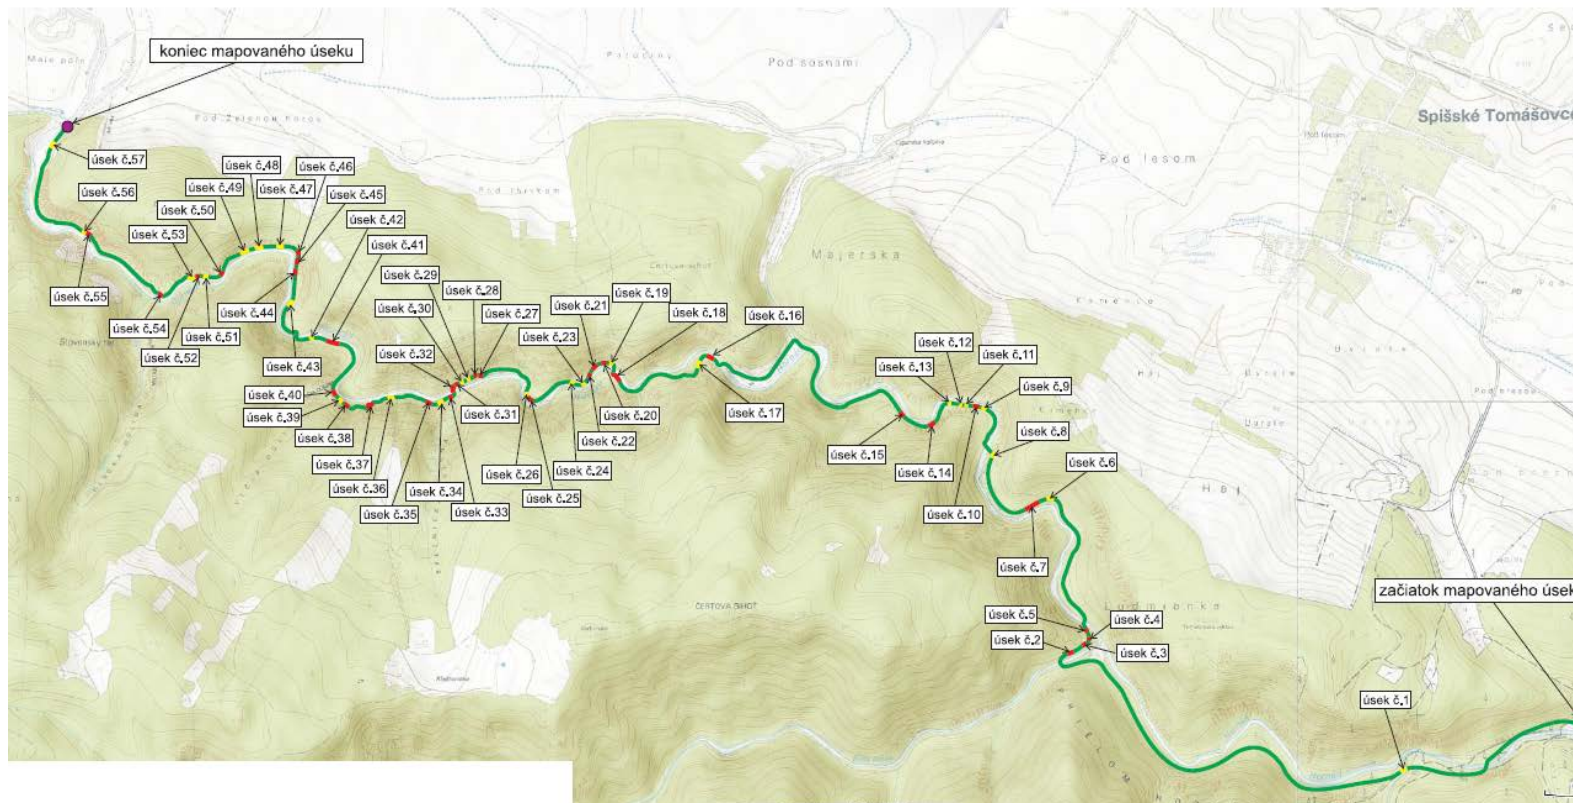 koniec mapovaného úseku
Pod sosnami
Spišské Tomášovce
Pod lesom
Pod lesom
úsek č.57
úsek č.56
úsek č.55
úsek č.54
úsek č.53
úsek č.52
úsek č.51
úsek č.50
úsek č.49
úsek č.48
úsek č.47
úsek č.46
úsek č.45
úsek č.44
úsek č.43
úsek č.42
úsek č.41
úsek č.40
úsek č.39
úsek č.38
úsek č.37
úsek č.36
úsek č.35
úsek č.34
úsek č.33
úsek č.32
úsek č.31
úsek č.30
úsek č.29
úsek č.28
úsek č.27
úsek č.26
úsek č.25
úsek č.24
úsek č.23
úsek č.22
úsek č.21
úsek č.20
úsek č.19
úsek č.18
úsek č.17
úsek č.16
úsek č.15
úsek č.14
úsek č.13
úsek č.12
úsek č.11
úsek č.10
úsek č.9
úsek č.8
úsek č.7
úsek č.6
úsek č.5
úsek č.4
úsek č.3
úsek č.2
úsek č.1
Majerska
Háj
ČERTOVA SIHOŤ
začiatok mapovaného úsek